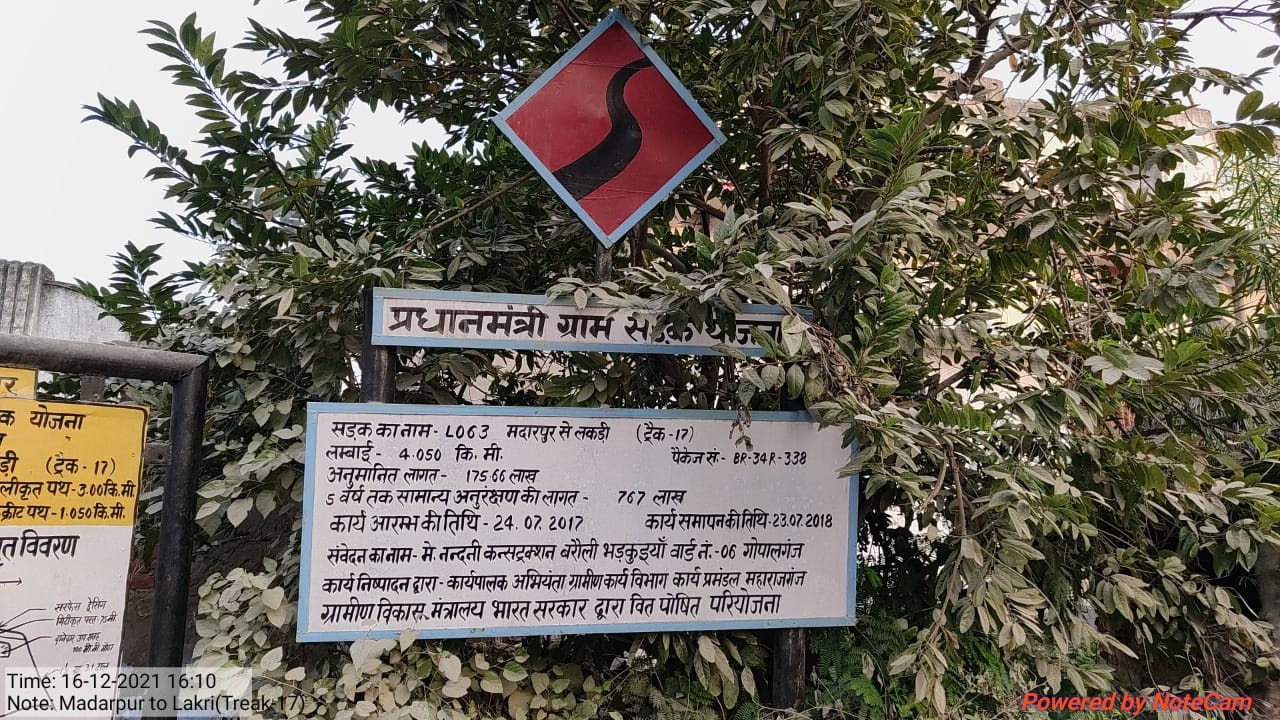 प्रधानमंत्री ग्राम सड़क योजना
सड़क का नाम - L063 मदारपुर से लकड़ी (ट्रैक-17)
लम्बाई - 4.050 कि. मी. पैकेज सं.- BR-34R-338
अनुमानित लागत - 175.66 लाख
5 वर्ष तक सामान्य अनुरक्षण की लागत - 7.67 लाख
कार्य आरम्भ की तिथि - 24.07.2017 कार्य समापन की तिथि - 23.07.2018
संवेदक का नाम - मे. नन्दनी कन्सट्रक्शन बरौली भड़कुइयाँ वार्ड नं.-06 गोपालगंज
कार्य निष्पादन द्वारा - कार्यपालक अभियंता ग्रामीण कार्य विभाग कार्य प्रमंडल महाराजगंज
ग्रामीण विकास मंत्रालय भारत सरकार द्वारा वित पोषित परियोजना
क योजना
ड़ी (ट्रैक - 17)
लीकृत पथ - 3.00 कि.मी.
क्रीट पथ - 1.050 कि.मी.
विवरण
Time: 16-12-2021 16:10
Note: Madarpur to Lakri(Treak-17)
Powered by NoteCam